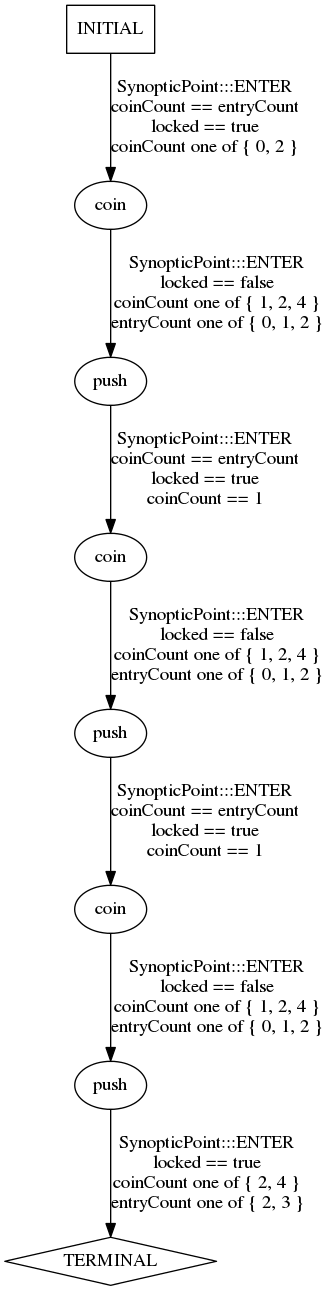 INITIAL
SynopticPoint:::ENTER
coinCount == entryCount
locked == true
coinCount one of { 0, 2 }
coin
SynopticPoint:::ENTER
locked == false
coinCount one of { 1, 2, 4 }
entryCount one of { 0, 1, 2 }
push
SynopticPoint:::ENTER
coinCount == entryCount
locked == true
coinCount == 1
coin
SynopticPoint:::ENTER
locked == false
coinCount one of { 1, 2, 4 }
entryCount one of { 0, 1, 2 }
push
SynopticPoint:::ENTER
coinCount == entryCount
locked == true
coinCount == 1
coin
SynopticPoint:::ENTER
locked == false
coinCount one of { 1, 2, 4 }
entryCount one of { 0, 1, 2 }
push
SynopticPoint:::ENTER
locked == true
coinCount one of { 2, 4 }
entryCount one of { 2, 3 }
TERMINAL